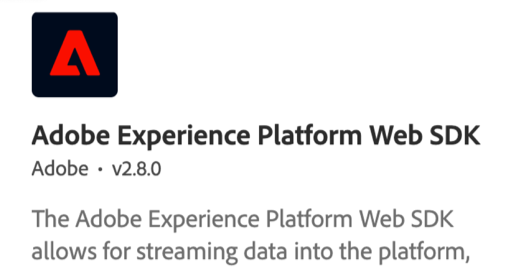 Adobe Experience Platform Web SDK
Adobe • v2.8.0
The Adobe Experience Platform Web SDK
allows for streaming data into the platform,